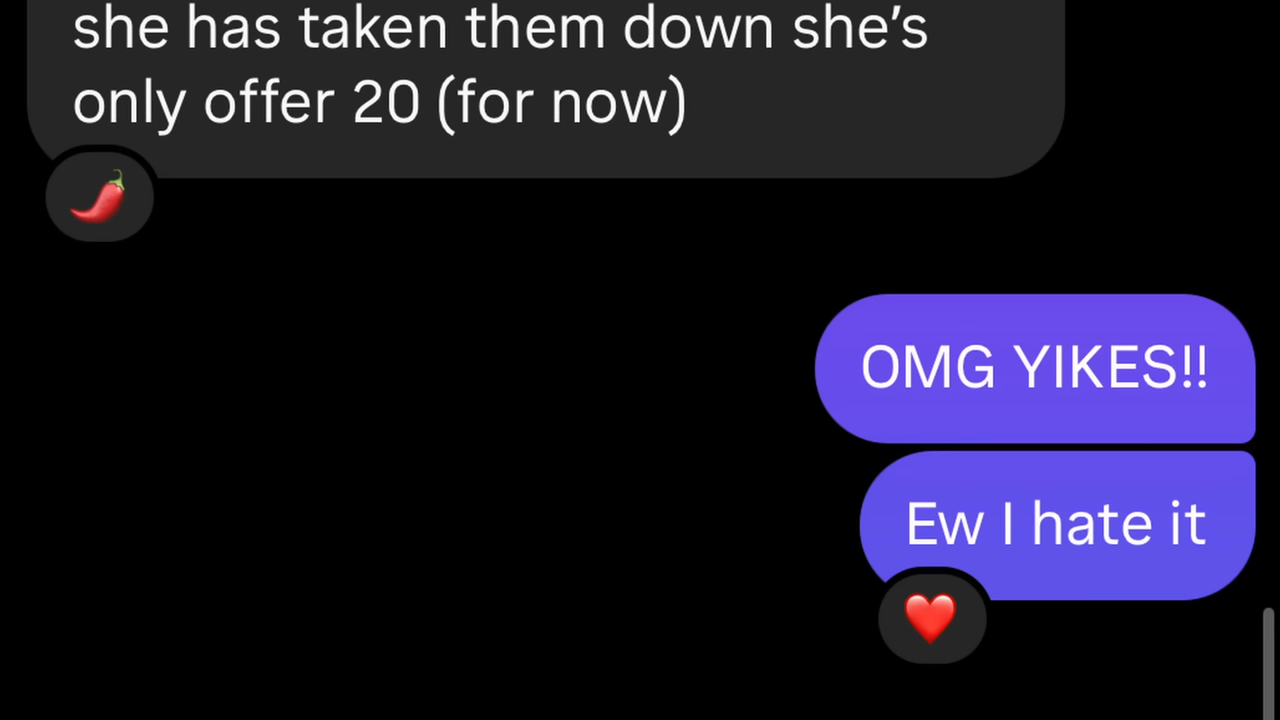 she has taken them down she's
only offer 20 (for now)
OMG YIKES!!
Ew I hate it